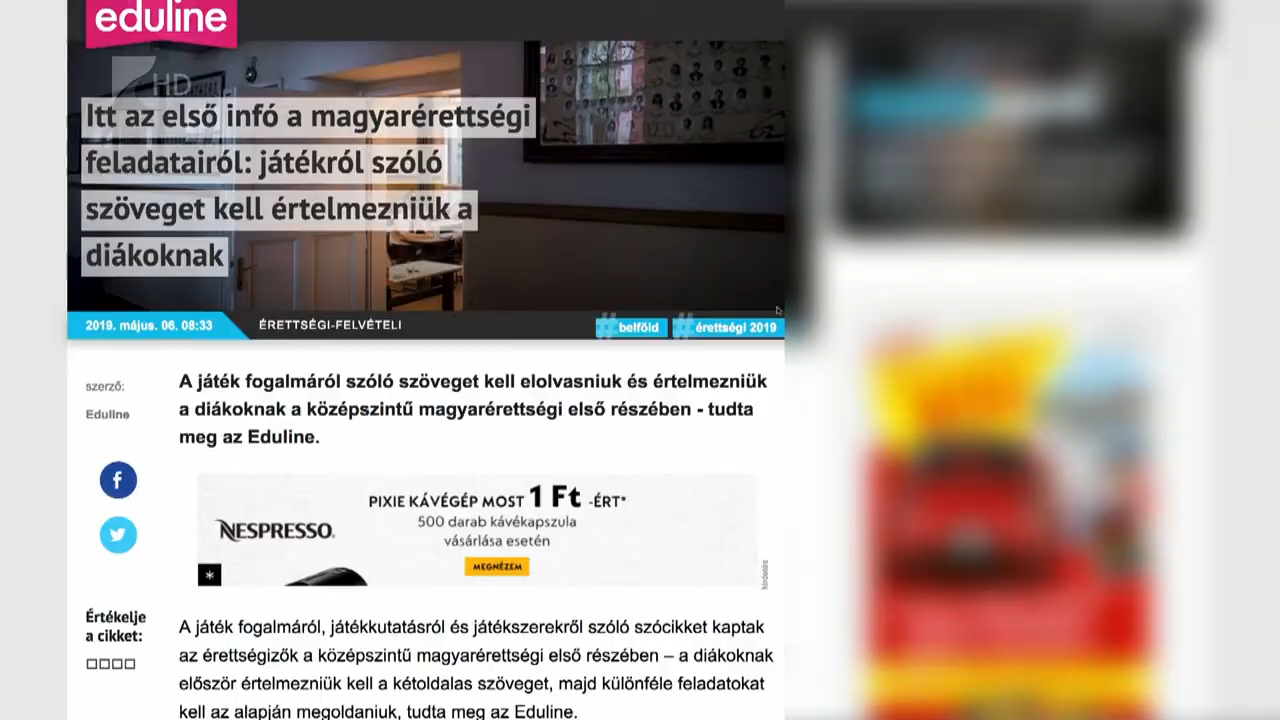 eduline
HD
Itt az első infó a magyarérettségi
feladatairól: játékról szóló
szöveget kell értelmezniük a
diákoknak
2019. május. 06. 08:33
ÉRETTSÉGI-FELVÉTELI
# belföld
# érettségi 2019
szerző:
Eduline
A játék fogalmáról szóló szöveget kell elolvasniuk és értelmezniük
a diákoknak a középszintű magyarérettségi első részében - tudta
meg az Eduline.
PIXIE KÁVÉGÉP MOST 1 Ft -ÉRT*
500 darab kávékapszula
vásárlása esetén
NESPRESSO.
MEGNÉZEM
*
hirdetés
Értékelje
a cikket:
A játék fogalmáról, játékkutatásról és játékszerekről szóló szócikket kaptak
az érettségizők a középszintű magyarérettségi első részében – a diákoknak
először értelmezniük kell a kétoldalas szöveget, majd különféle feladatokat
kell az alapján megoldaniuk, tudta meg az Eduline.